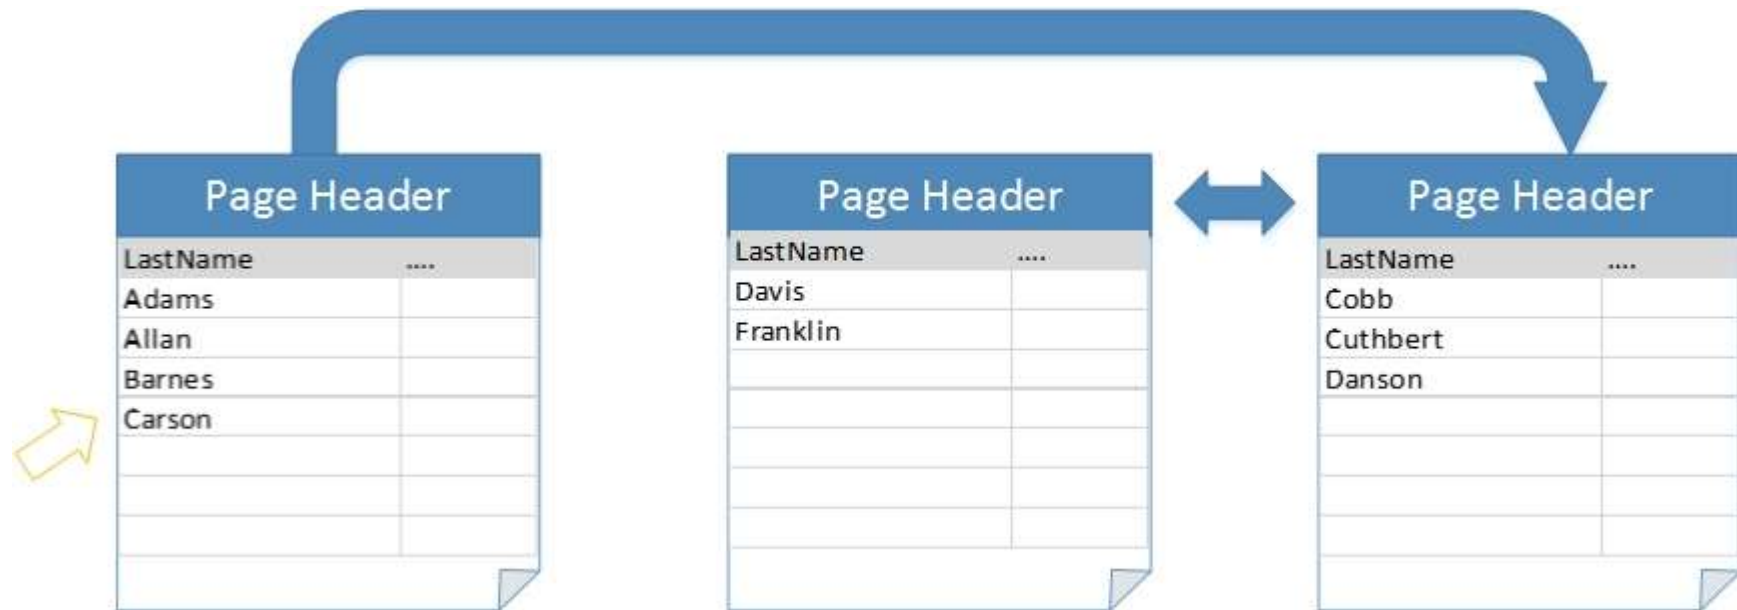 Page Header
LastName ....
Adams
Allan
Barnes
Carson
Page Header
LastName ....
Davis
Franklin
Page Header
LastName ....
Cobb
Cuthbert
Danson